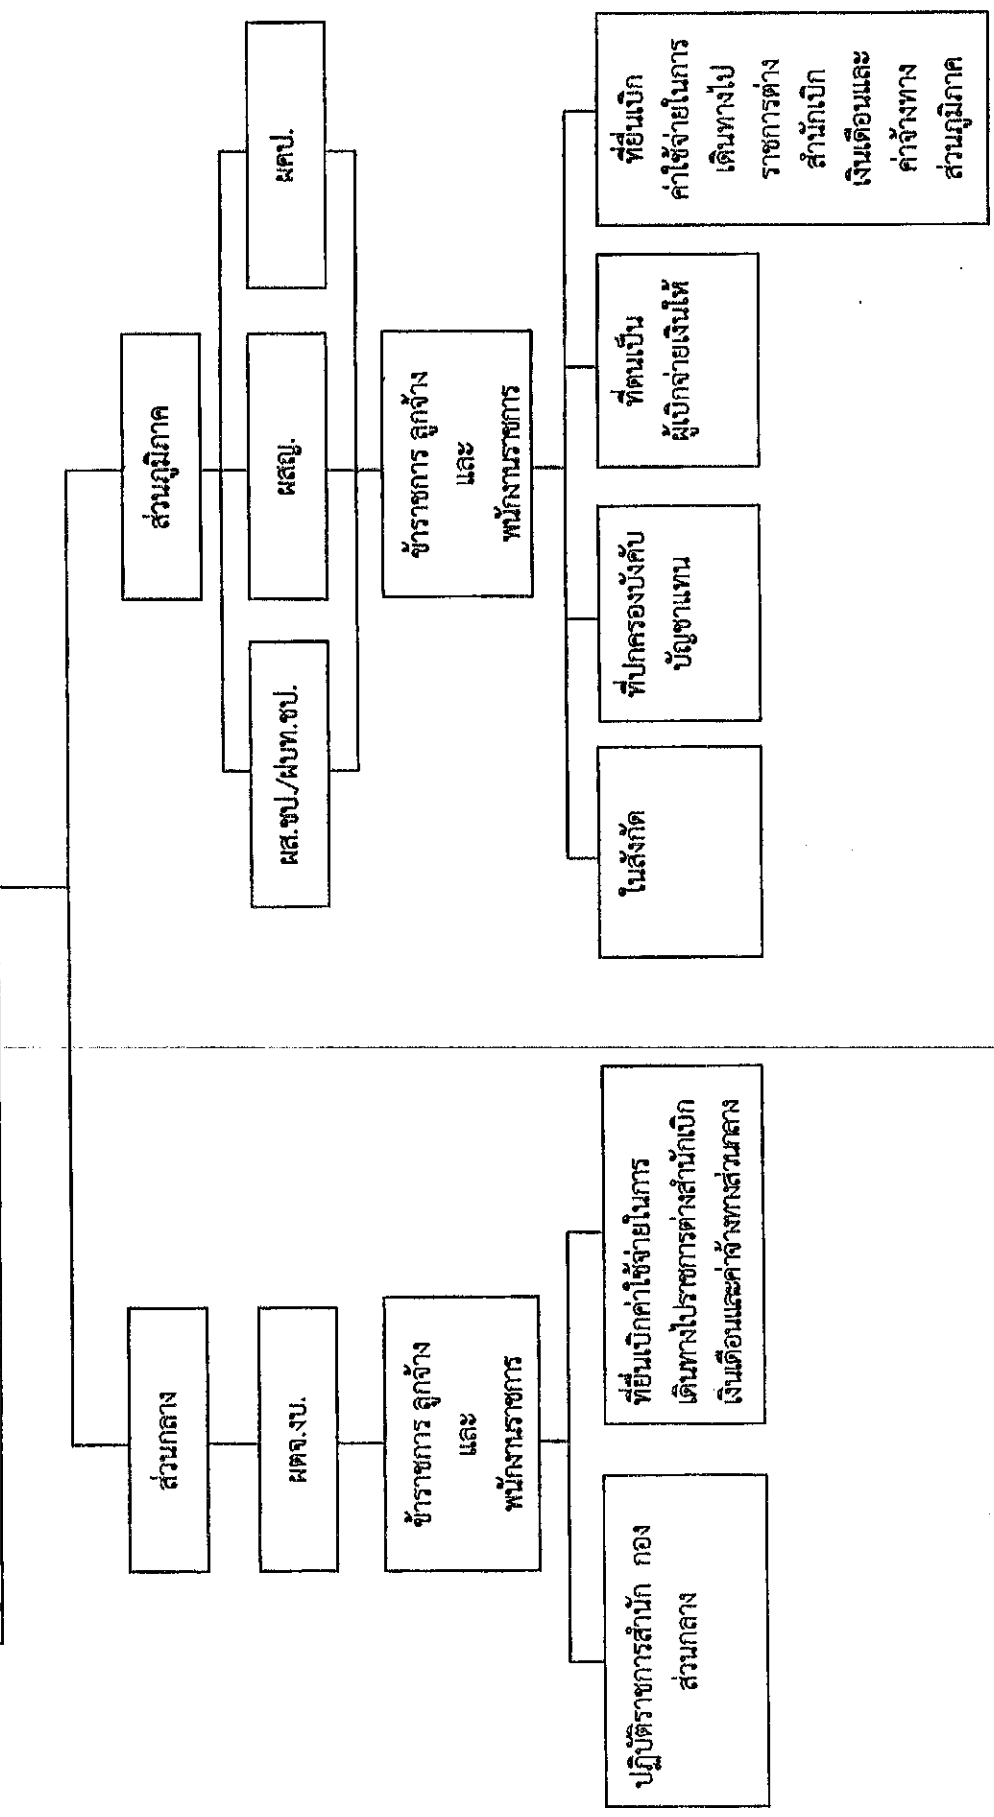 ส่วนกลาง
ผตจ.งบ.
ข้าราชการ ลูกจ้าง
และ
พนักงานราชการ
ปฏิบัติราชการสำนัก กอง
ส่วนกลาง
ที่ยื่นเบิกค่าใช้จ่ายในการ
เดินทางไปราชการต่างสำนักเบิก
เงินเดือนและค่าจ้างทางส่วนกลาง
ส่วนภูมิภาค
ผส.ชป./ฝบท.ชป.
ผสญ.
ผคป.
ข้าราชการ ลูกจ้าง
และ
พนักงานราชการ
ในสังกัด
ที่ปกครองบังคับ
บัญชาแทน
ที่ตนเป็น
ผู้เบิกจ่ายเงินให้
ที่ยื่นเบิก
ค่าใช้จ่ายในการ
เดินทางไป
ราชการต่าง
สำนักเบิก
เงินเดือนและ
ค่าจ้างทาง
ส่วนภูมิภาค